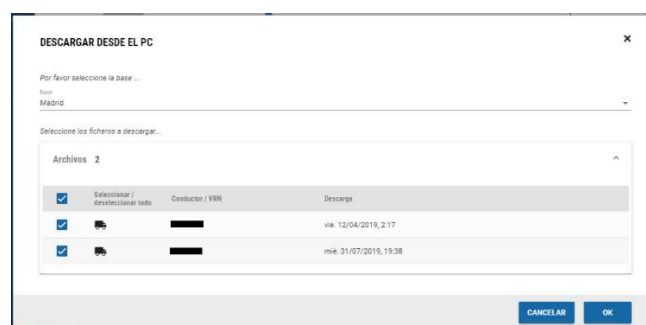 DESCARGAR DESDE EL PC
Por favor seleccione la base ...
Base
Madrid
Seleccione los ficheros a descargar...
Archivos 2
Seleccionar / deseleccionar todo Conductor / VRN Descarga
vie. 12/04/2019, 2:17
mié. 31/07/2019, 19:38
CANCELAR OK